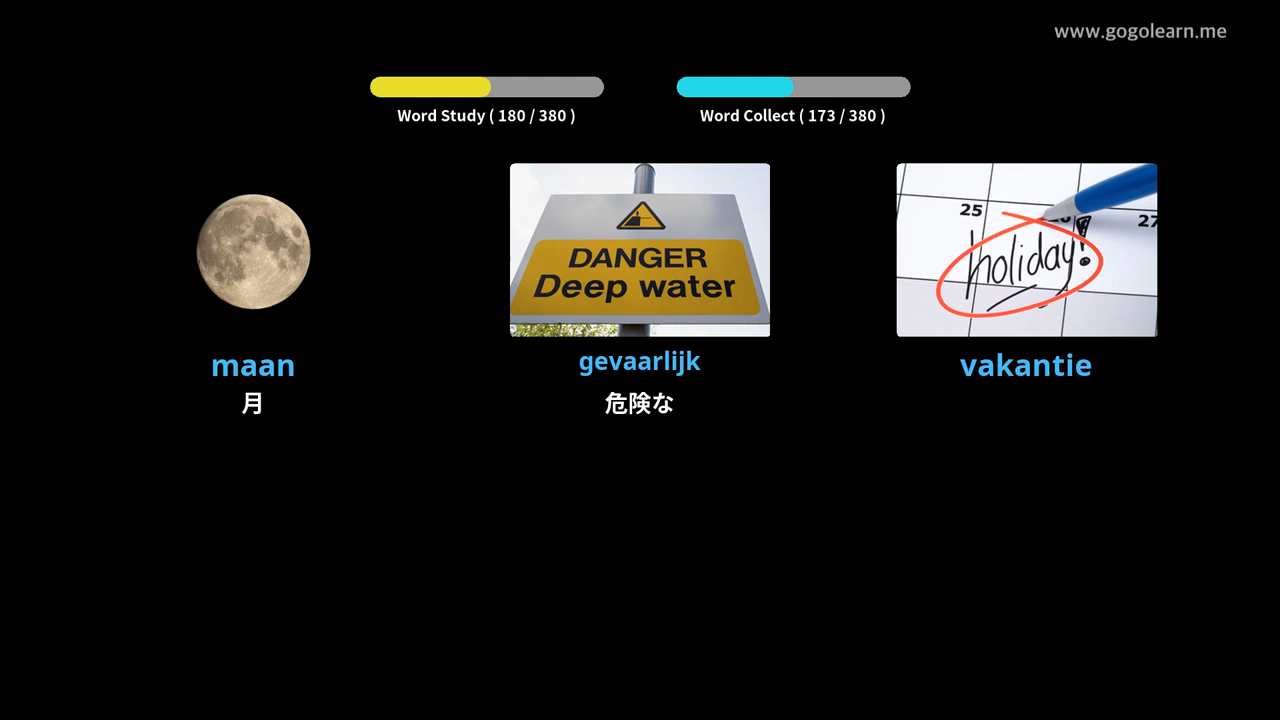 www.gogolearn.me
Word Study ( 180 / 380 )
Word Collect ( 173 / 380 )
DANGER
Deep water
25
27
holiday!
maan
gevaarlijk
vakantie
月
危険な